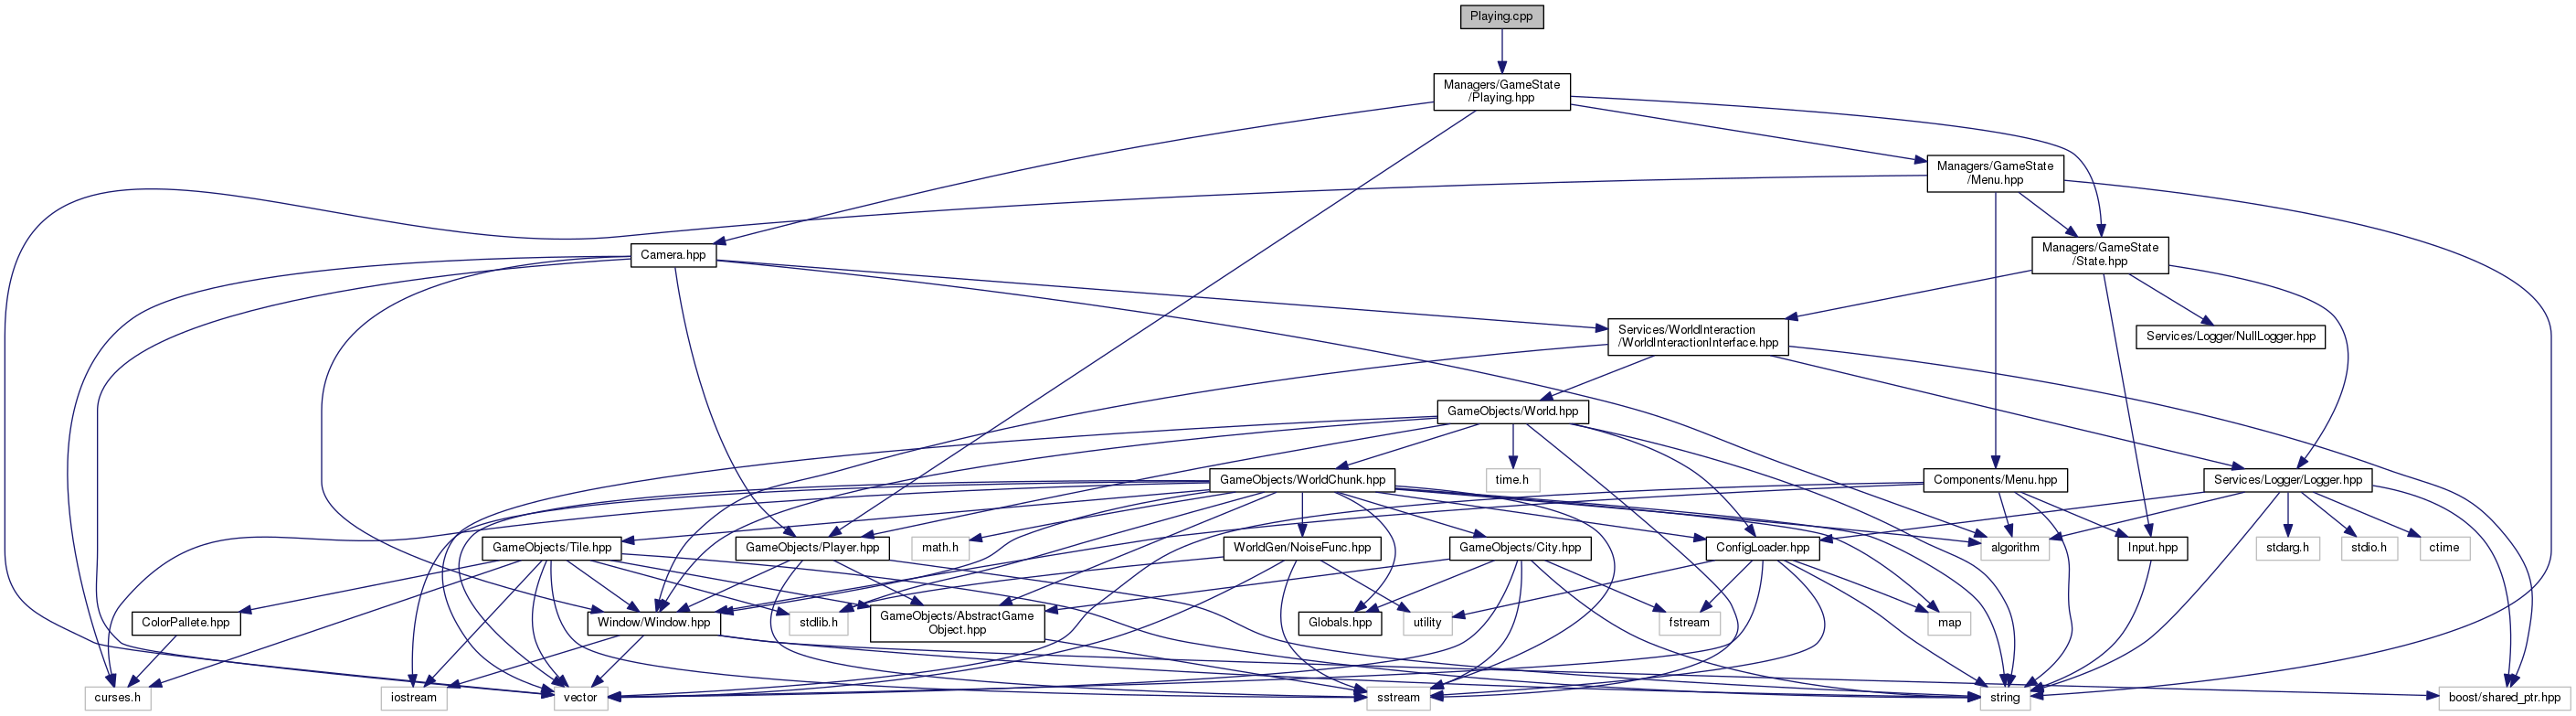 Playing.cpp
Managers/GameState
/Playing.hpp
Managers/GameState
/Menu.hpp
Camera.hpp
Managers/GameState
/State.hpp
Services/WorldInteraction
/WorldInteractionInterface.hpp
Services/Logger/NullLogger.hpp
GameObjects/World.hpp
GameObjects/WorldChunk.hpp
time.h
Components/Menu.hpp
Services/Logger/Logger.hpp
GameObjects/Tile.hpp
GameObjects/Player.hpp
math.h
WorldGen/NoiseFunc.hpp
GameObjects/City.hpp
ConfigLoader.hpp
algorithm
Input.hpp
stdarg.h
stdio.h
ctime
ColorPallete.hpp
Window/Window.hpp
stdlib.h
GameObjects/AbstractGame
Object.hpp
Globals.hpp
utility
fstream
map
curses.h
iostream
vector
sstream
string
boost/shared_ptr.hpp